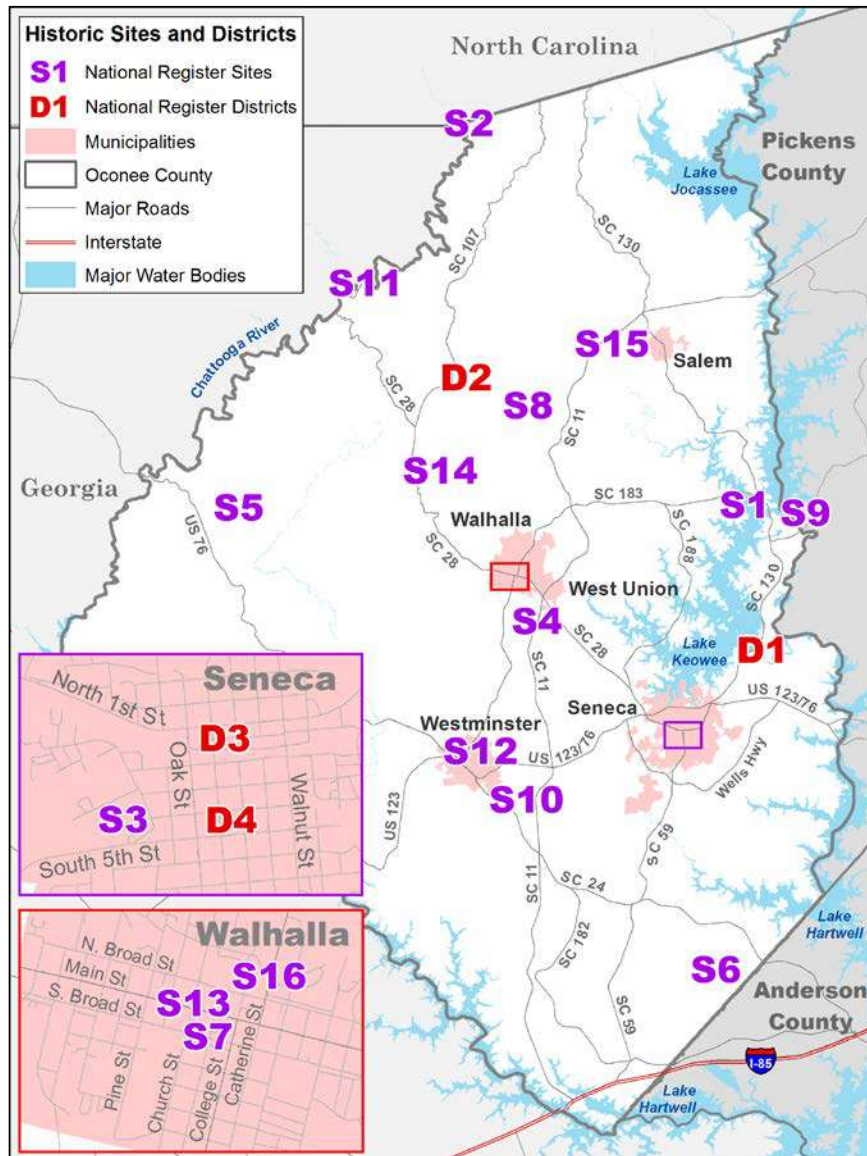 Historic Sites and Districts
S1 National Register Sites
D1 National Register Districts
Municipalities
Oconee County
Major Roads
Interstate
Major Water Bodies
North Carolina
S2
Pickens
County
Lake
Jocassee
SC 107
SC 130
S11
Chattooga River
S15
Salem
D2
SC 28
S8
SC 11
S14
Georgia
S5
US 76
SC 183
S1
S9
Walhalla
SC 28
SC 188
SC 130
West Union
S4
SC 28
SC 11
Lake
Keowee
D1
Seneca
US 123/76
Westminster
S12
US 123/76
Wells Hwy
S10
US 123
SC 59
SC 11
SC 24
SC 182
S6
SC 59
Lake
Hartwell
Anderson
County
I-85
Lake
Hartwell
Seneca
North 1st St
D3
Oak St
Walnut St
S3
D4
South 5th St
Walhalla
N. Broad St
Main St
S. Broad St
S16
S13
S7
Pine St
Church St
College St
Catherine St